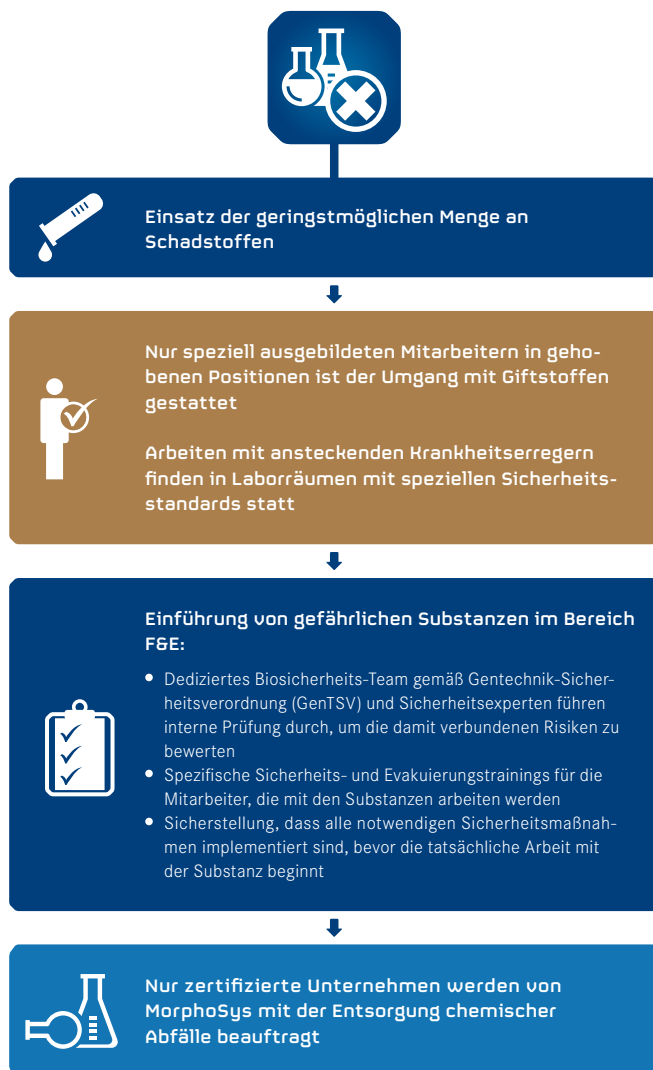 Einsatz der geringstmöglichen Menge an
Schadstoffen
Nur speziell ausgebildeten Mitarbeitern in geho-
benen Positionen ist der Umgang mit Giftstoffen
gestattet
Arbeiten mit ansteckenden Krankheitserregern
finden in Laborräumen mit speziellen Sicherheits-
standards statt
Einführung von gefährlichen Substanzen im Bereich
F&E:
• Dediziertes Biosicherheits-Team gemäß Gentechnik-Sicher-
heitsverordnung (GenTSV) und Sicherheitsexperten führen
interne Prüfung durch, um die damit verbundenen Risiken zu
bewerten
• Spezifische Sicherheits- und Evakuierungstrainings für die
Mitarbeiter, die mit den Substanzen arbeiten werden
• Sicherstellung, dass alle notwendigen Sicherheitsmaßnah-
men implementiert sind, bevor die tatsächliche Arbeit mit
der Substanz beginnt
Nur zertifizierte Unternehmen werden von
MorphoSys mit der Entsorgung chemischer
Abfälle beauftragt